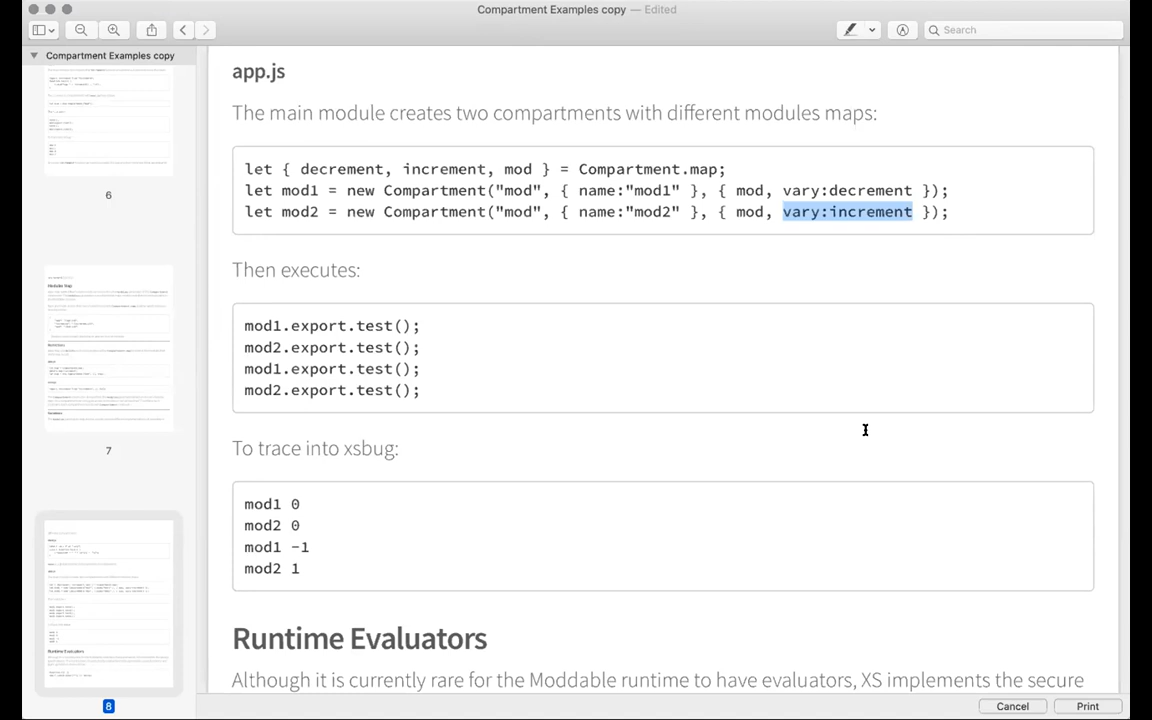 Compartment Examples copy — Edited
Search
Compartment Examples copy
6
7
8
app.js
The main module creates two compartments with different modules maps:
let { decrement, increment, mod } = Compartment.map;
let mod1 = new Compartment("mod", { name:"mod1" }, { mod, vary:decrement });
let mod2 = new Compartment("mod", { name:"mod2" }, { mod, vary:increment });
Then executes:
mod1.export.test();
mod2.export.test();
mod1.export.test();
mod2.export.test();
To trace into xsbug:
mod1 0
mod2 0
mod1 -1
mod2 1
Runtime Evaluators
Although it is currently rare for the Moddable runtime to have evaluators, XS implements the secure
Cancel
Print